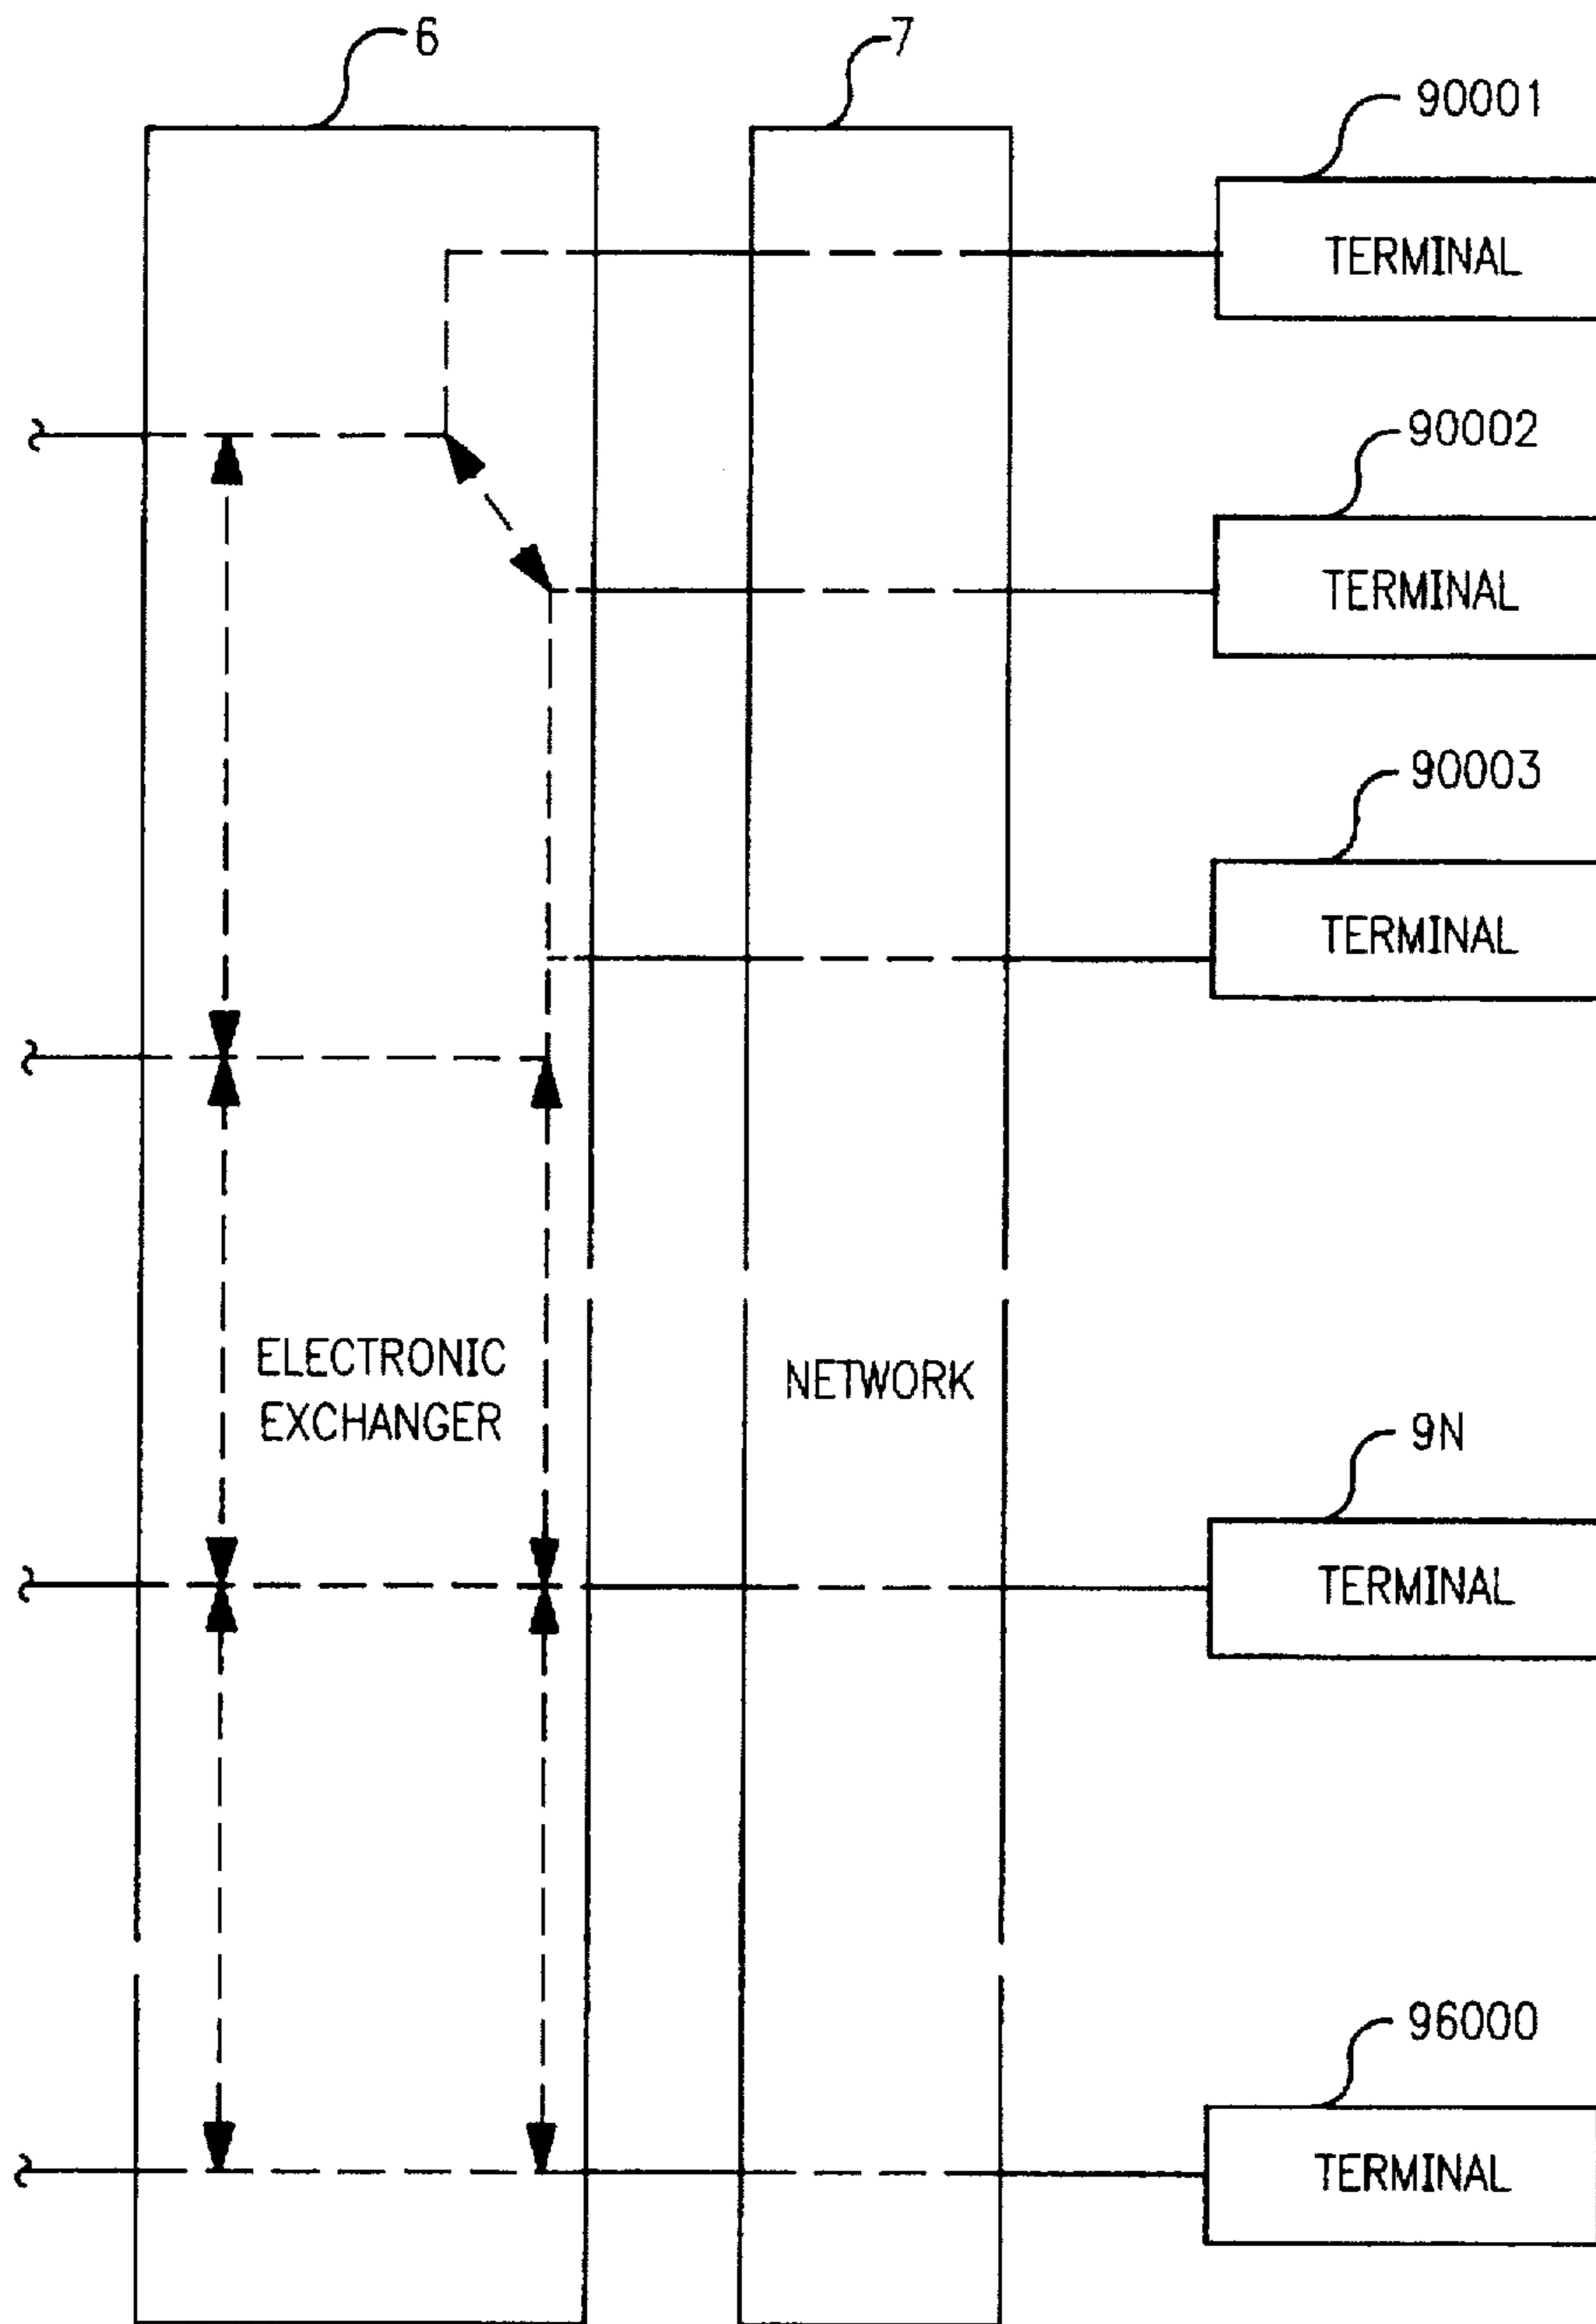 6
7
90001
TERMINAL
90002
TERMINAL
90003
TERMINAL
ELECTRONIC
EXCHANGER
NETWORK
9N
TERMINAL
96000
TERMINAL